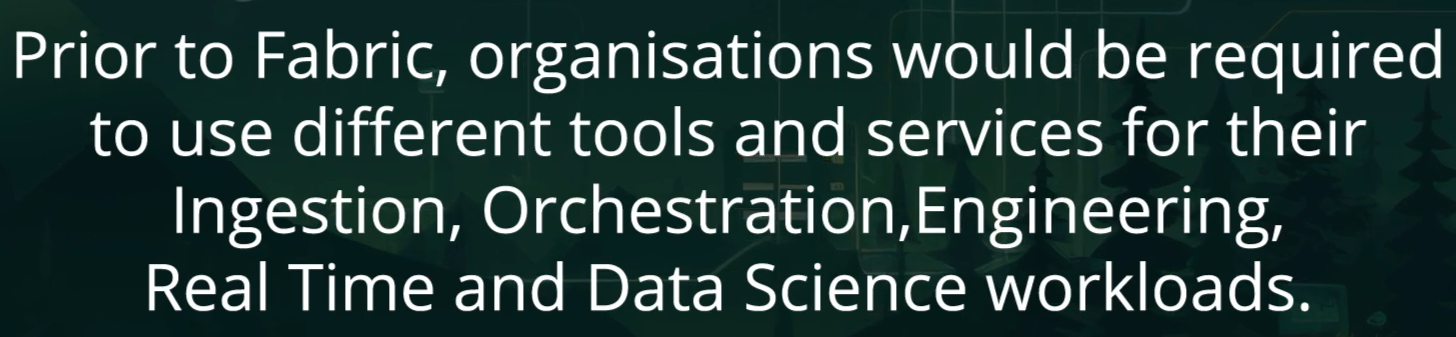 Prior to Fabric, organisations would be required
to use different tools and services for their
Ingestion, Orchestration,Engineering,
Real Time and Data Science workloads.